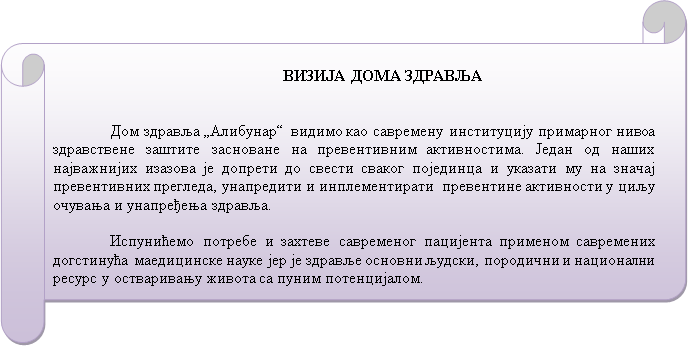 ВИЗИЈА ДОМА ЗДРАВЉА
Дом здравља „Алибунар“ видимо као савремену институцију примарног нивоа
здравствене заштите засноване на превентивним активностима. Један од наших
најважнијих изазова је допрети до свести сваког појединца и указати му на значај
превентивних прегледа, унапредити и инплементирати превентине активности у циљу
очувања и унапређења здравља.
Испунићемо потребе и захтеве савременог пацијента применом савремених
догстинућа маедицинске науке јер је здравље основни људски, породични и национални
ресурс у остваривању живота са пуним потенцијалом.